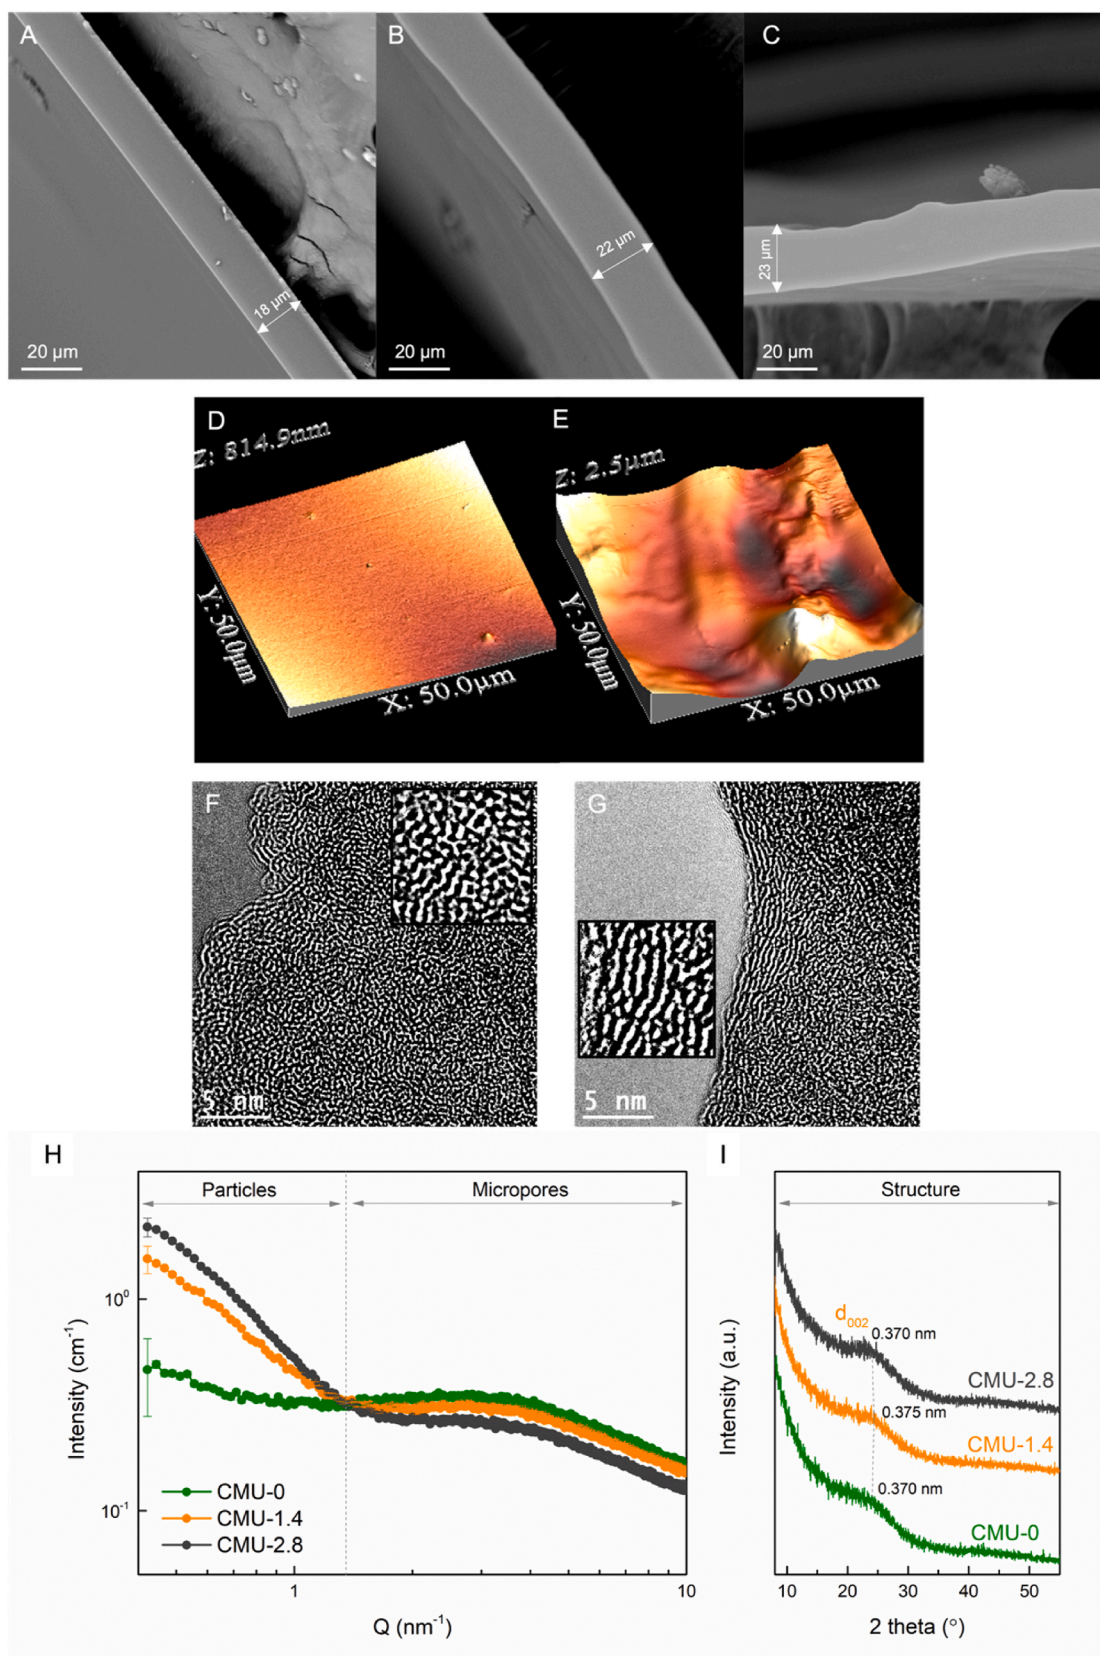 A
B
C
18 µm
22 µm
23 µm
20 µm
20 µm
20 µm
D
E
Z: 814.9nm
Z: 2.5µm
Y: 50.0µm
X: 50.0µm
Y: 50.0µm
X: 50.0µm
F
G
5 nm
5 nm
H
I
Particles
Micropores
Structure
10⁰
10⁻¹
Intensity (cm⁻¹)
CMU-0
CMU-1.4
CMU-2.8
1
10
Q (nm⁻¹)
Intensity (a.u.)
d₀₀₂
0.370 nm
CMU-2.8
0.375 nm
CMU-1.4
0.370 nm
CMU-0
10
20
30
40
50
2 theta (°)